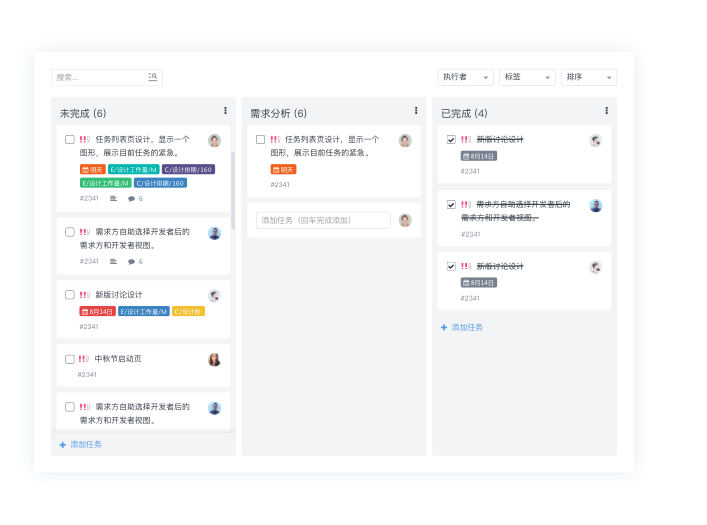 搜索...
执行者
标签
排序
未完成 (6)
!!! 任务列表页设计，显示一个
图形，展示目前任务的紧急。
明天 E/设计工作量/M C/设计排期/160
E/设计工作量/M C/设计排期/160
#2341 6
!!! 需求方自助选择开发者后的
需求方和开发者视图。
#2341 6
!!! 新版讨论设计
8月14日 E/设计工作量/M C/设计排
#2341
!!! 中秋节启动页
#2341
!!! 需求方自助选择开发者后的
需求方和开发者视图。
添加任务
需求分析 (6)
!!! 任务列表页设计，显示一个
图形，展示目前任务的紧急。
明天
#2341
添加任务（回车完成添加）
已完成 (4)
!!! 新版讨论设计
8月14日
#2341
!!! 需求方自助选择开发者后的
需求方和开发者视图。
#2341
!!! 新版讨论设计
8月14日
#2341
添加任务